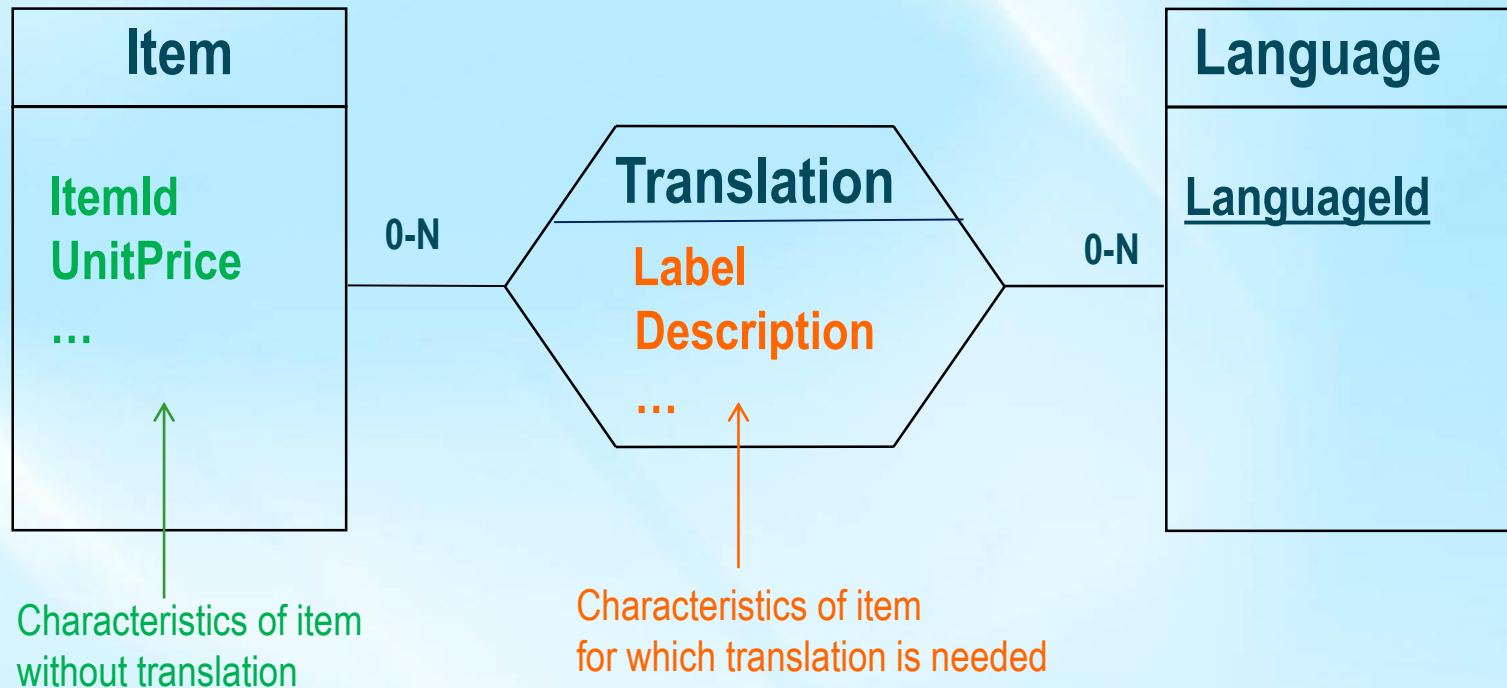 Item
ItemId
UnitPrice
…
0-N
Translation
Label
Description
…
0-N
Language
LanguageId
Characteristics of item
without translation
Characteristics of item
for which translation is needed